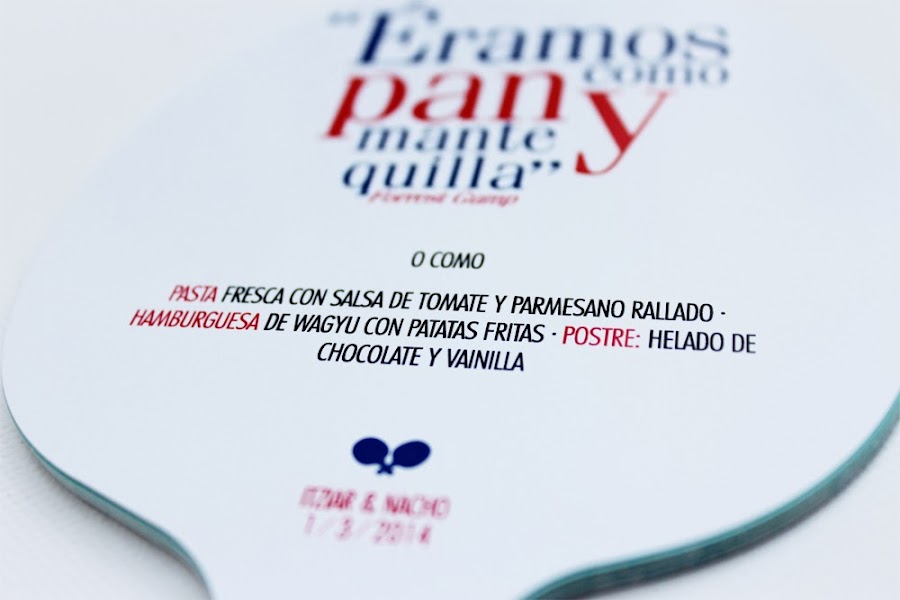 “Éramos
como
pan y
mante
quilla”
Forrest Gump
O COMO
PASTA FRESCA CON SALSA DE TOMATE Y PARMESANO RALLADO ·
HAMBURGUESA DE WAGYU CON PATATAS FRITAS · POSTRE: HELADO DE
CHOCOLATE Y VAINILLA
ITZIAR & NACHO
1/3/2014